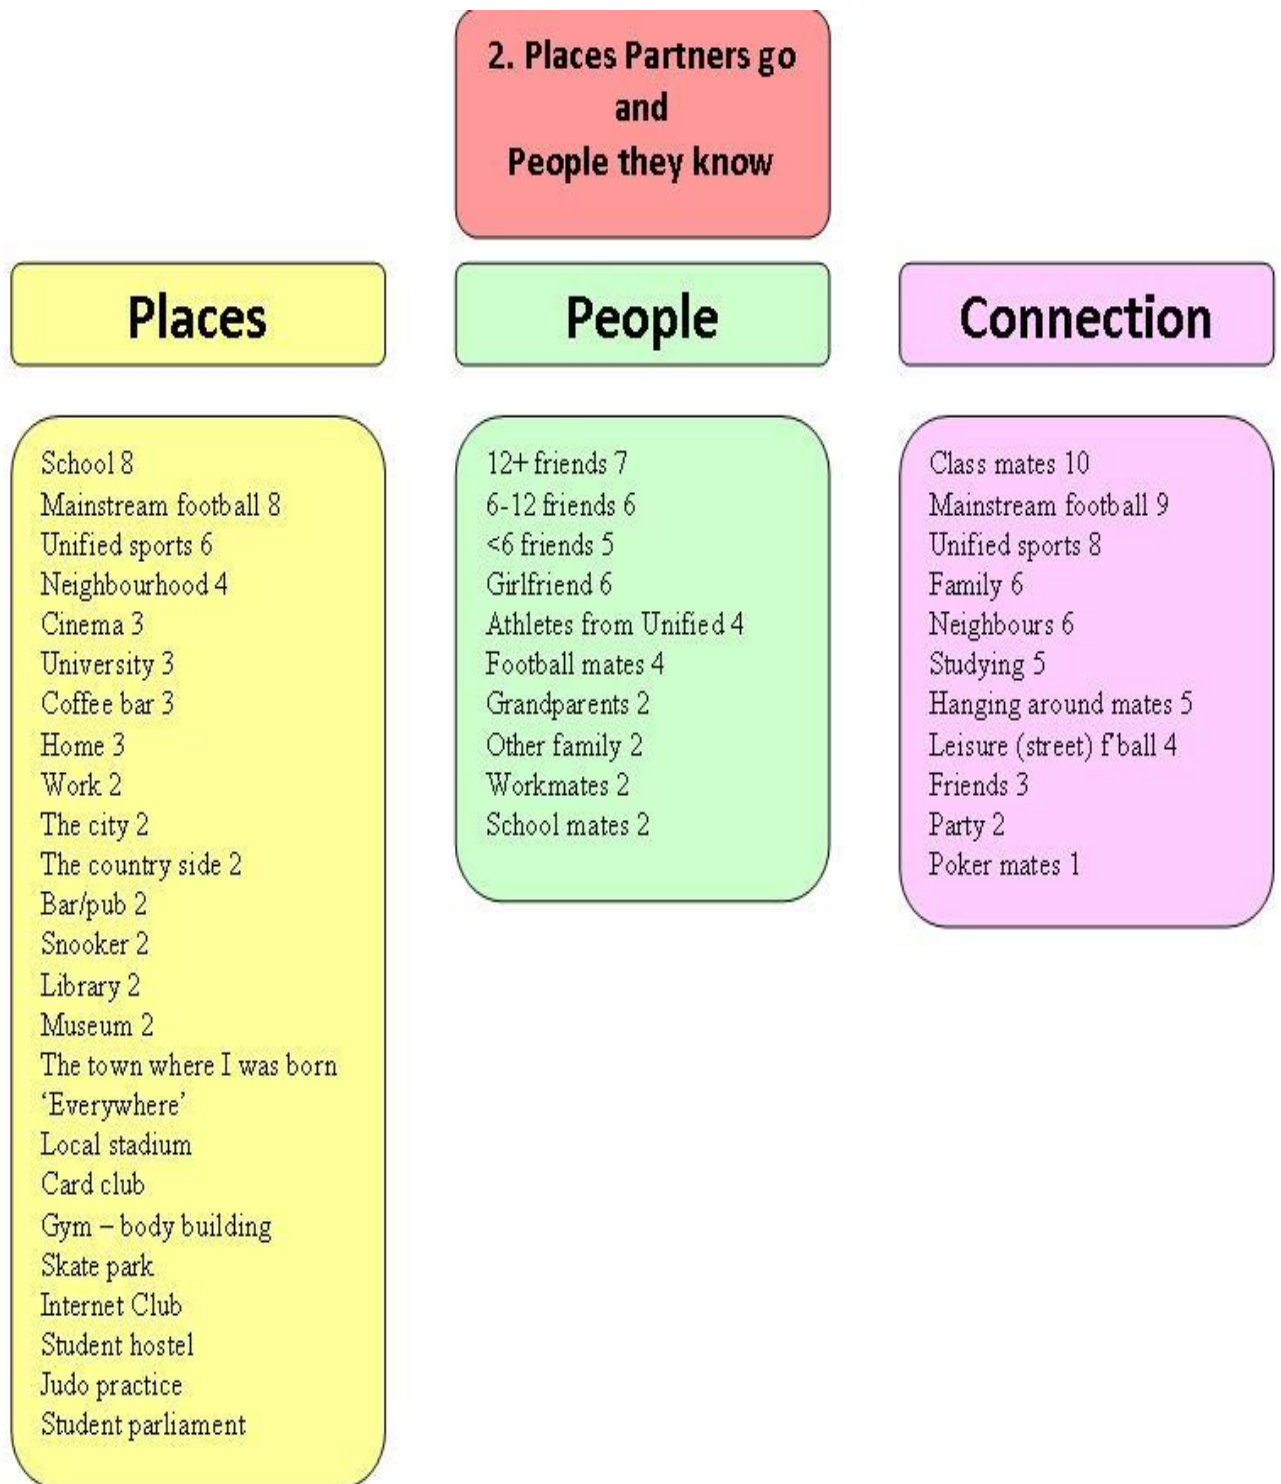 2. Places Partners go
and
People they know
Places
School 8
Mainstream football 8
Unified sports 6
Neighbourhood 4
Cinema 3
University 3
Coffee bar 3
Home 3
Work 2
The city 2
The country side 2
Bar/pub 2
Snooker 2
Library 2
Museum 2
The town where I was born
‘Everywhere’
Local stadium
Card club
Gym – body building
Skate park
Internet Club
Student hostel
Judo practice
Student parliament
People
12+ friends 7
6-12 friends 6
<6 friends 5
Girlfriend 6
Athletes from Unified 4
Football mates 4
Grandparents 2
Other family 2
Workmates 2
School mates 2
Connection
Class mates 10
Mainstream football 9
Unified sports 8
Family 6
Neighbours 6
Studying 5
Hanging around mates 5
Leisure (street) f’ball 4
Friends 3
Party 2
Poker mates 1